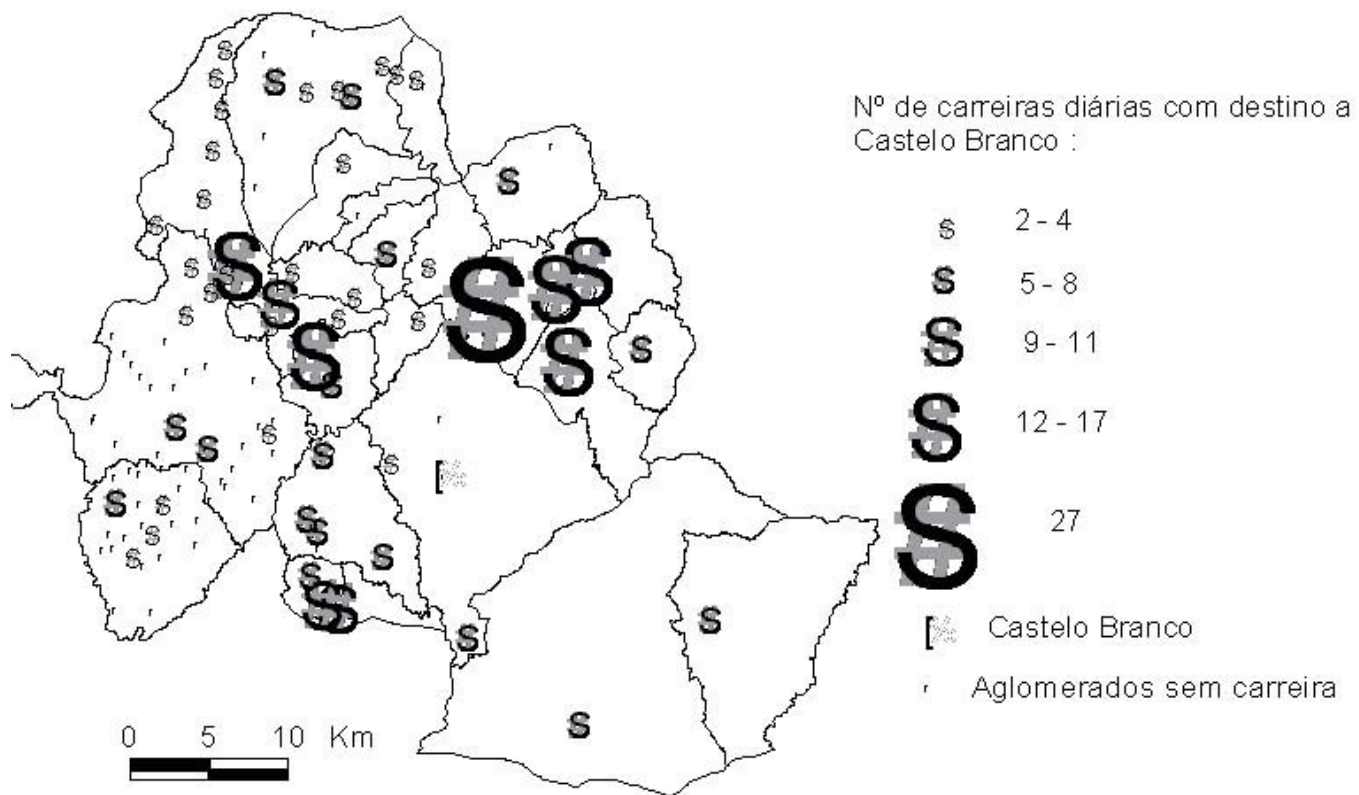 Nº de carreiras diárias com destino a
Castelo Branco :
2 - 4
5 - 8
9 - 11
12 - 17
27
Castelo Branco
Aglomerados sem carreira
0 5 10 Km